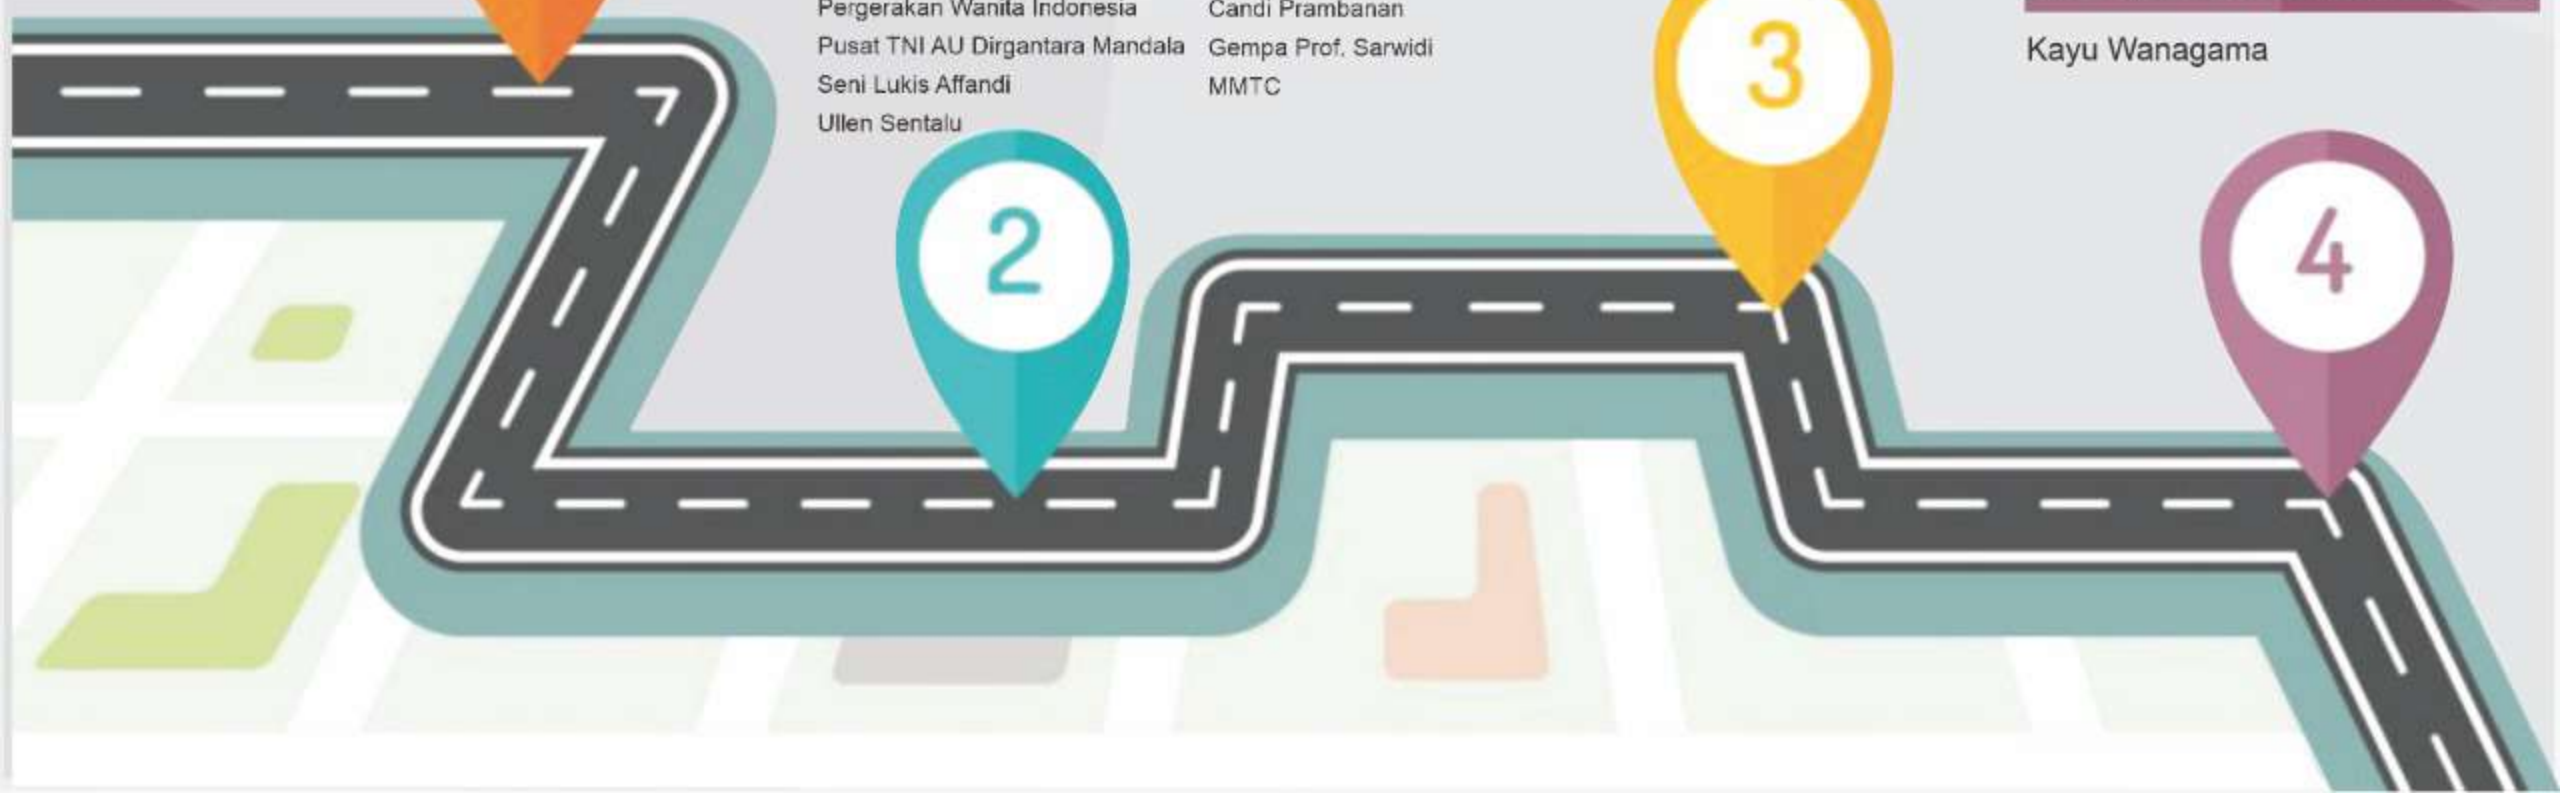 Pergerakan Wanita Indonesia
Pusat TNI AU Dirgantara Mandala
Seni Lukis Affandi
Ullen Sentalu
Candi Prambanan
Gempa Prof. Sarwidi
MMTC
Kayu Wanagama
2
3
4